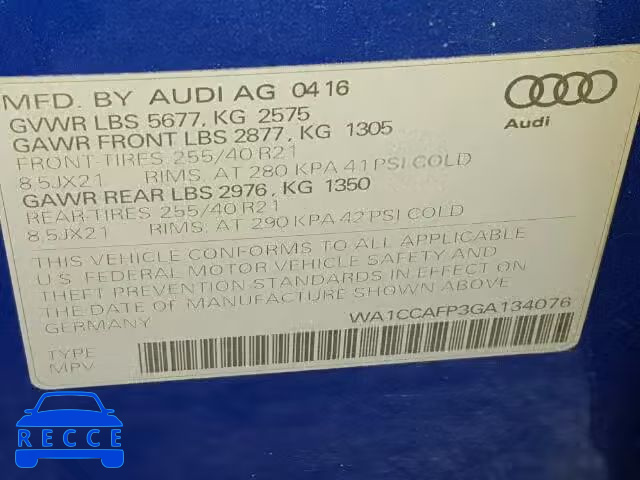 MFD. BY AUDI AG 0416
GVWR LBS 5677, KG 2575
GAWR FRONT LBS 2877, KG 1305
FRONT-TIRES 255/40 R21
8,5JX21 RIMS, AT 280 KPA 41 PSI COLD
GAWR REAR LBS 2976, KG 1350
REAR-TIRES 255/40 R21
8,5JX21 RIMS, AT 290 KPA 42 PSI COLD
Audi
THIS VEHICLE CONFORMS TO ALL APPLICABLE
U.S. FEDERAL MOTOR VEHICLE SAFETY AND
THEFT PREVENTION STANDARDS IN EFFECT ON
THE DATE OF MANUFACTURE SHOWN ABOVE
GERMANY
WA1CCAFP3GA134076
TYPE
MPV
RECCE